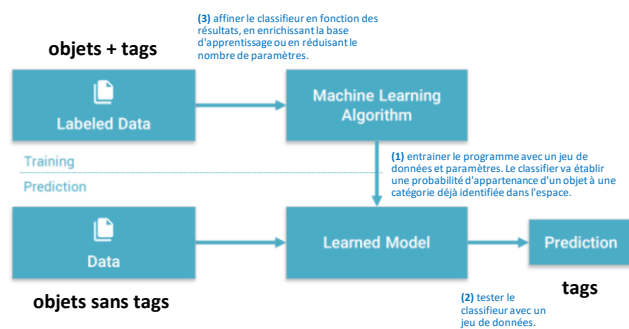 (3) affiner le classifieur en fonction des
résultats, en enrichissant la base
d'apprentissage ou en réduisant le
nombre de paramètres.
objets + tags
Labeled Data
Machine Learning
Algorithm
Training
Prediction
(1) entrainer le programme avec un jeu de
données et paramètres. Le classifier va établir
une probabilité d'appartenance d'un objet à une
catégorie déjà identifiée dans l'espace.
Data
Learned Model
Prediction
objets sans tags
tags
(2) tester le
classifieur avec un
jeu de données.